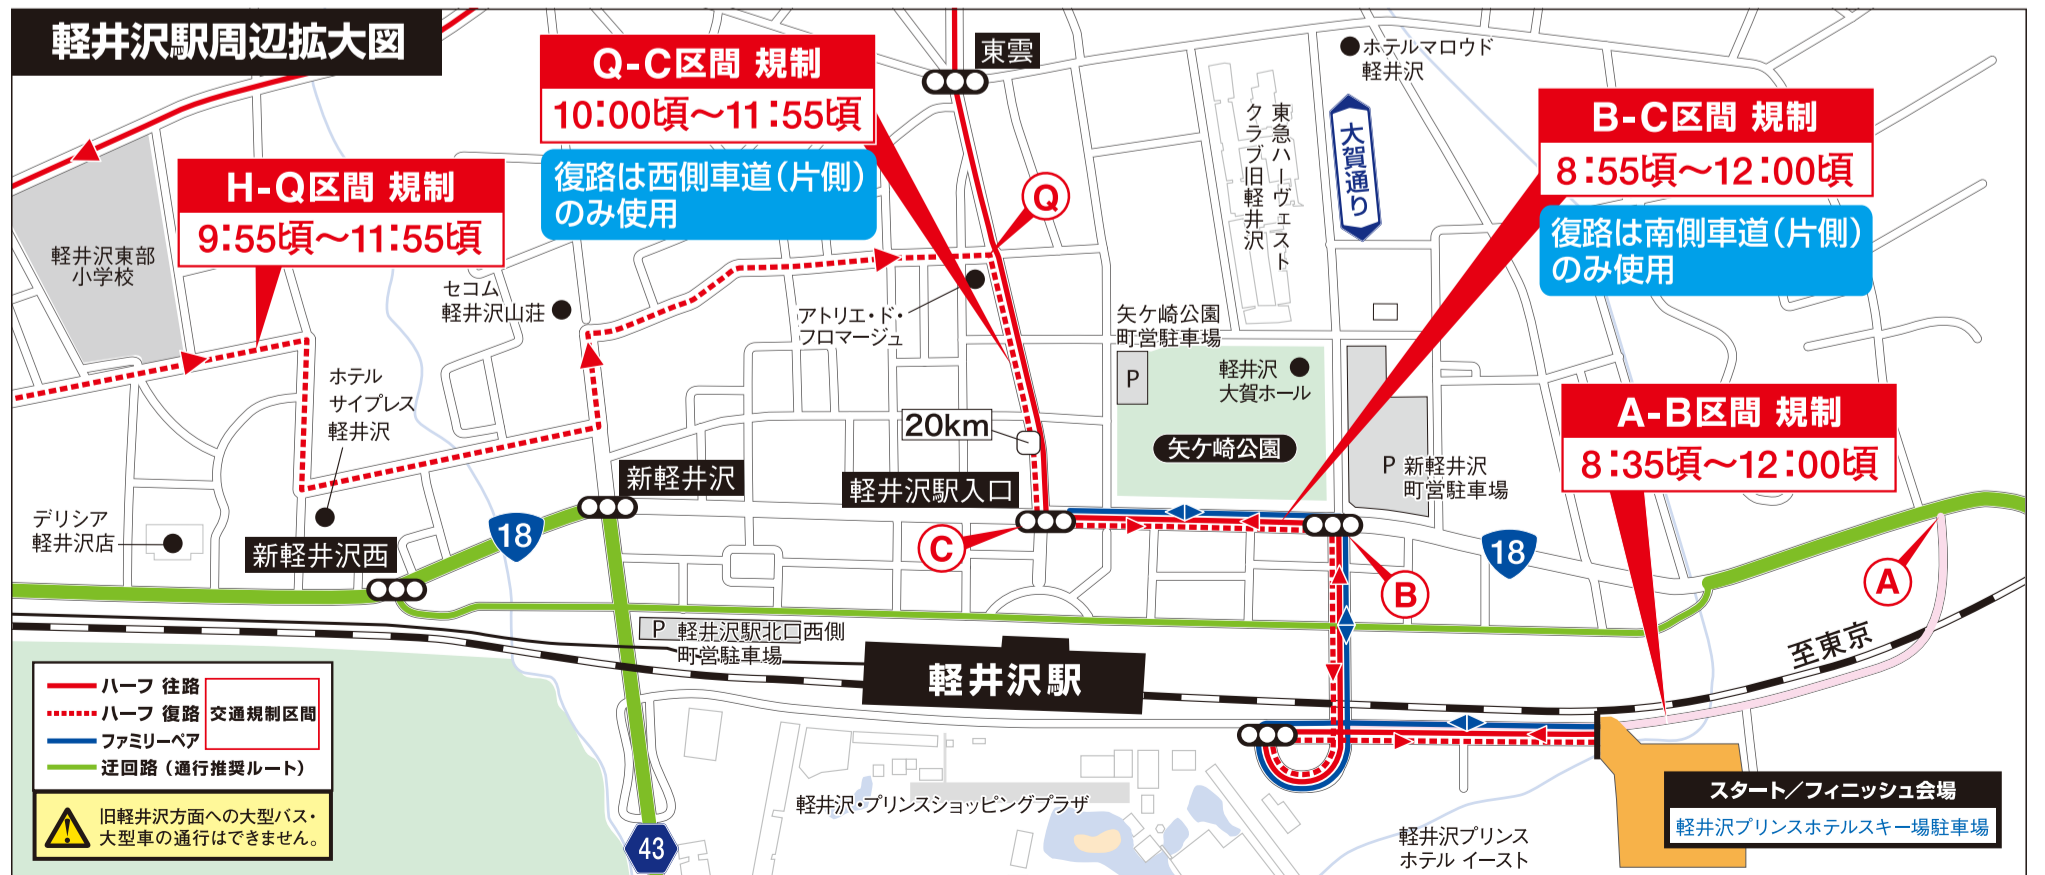 軽井沢駅周辺拡大図
Q-C区間 規制
10:00頃～11:55頃
復路は西側車道(片側)
のみ使用
東雲
ホテルマロウド
軽井沢
B-C区間 規制
8:55頃～12:00頃
復路は南側車道(片側)
のみ使用
H-Q区間 規制
9:55頃～11:55頃
東急ハーヴェスト
クラブ旧軽井沢
大賀通り
Q
軽井沢東部
小学校
セコム
軽井沢山荘
アトリエ・ド・
フロマージュ
矢ケ崎公園
町営駐車場
P
軽井沢
大賀ホール
矢ケ崎公園
ホテル
サイプレス
軽井沢
20km
A-B区間 規制
8:35頃～12:00頃
P 新軽井沢
町営駐車場
新軽井沢
軽井沢駅入口
デリシア
軽井沢店
新軽井沢西
18
C
B
18
A
P 軽井沢駅北口西側
町営駐車場
軽井沢駅
至東京
ハーフ 往路
ハーフ 復路
交通規制区間
ファミリーペア
迂回路(通行推奨ルート)
旧軽井沢方面への大型バス・
大型車の通行はできません。
43
軽井沢・プリンスショッピングプラザ
軽井沢プリンス
ホテル イースト
スタート／フィニッシュ会場
軽井沢プリンスホテルスキー場駐車場